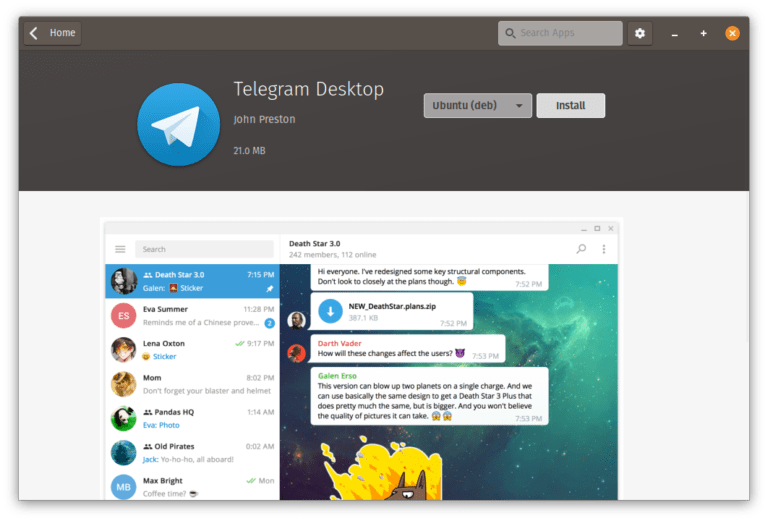 Home
Search Apps
Telegram Desktop
John Preston
21.0 MB
Ubuntu (deb)
Install
Search
Death Star 3.0 7:15 PM
Galen: Sticker
Eva Summer 11:28 PM
ES
Reminds me of a Chinese prove... 2
Lena Oxton 9:17 PM
Sticker
Mom 8:02 PM
Don't forget your blaster and helmet
Pandas HQ 1:14 AM
Eva: Photo
Old Pirates 0:02 AM
Jack: Yo-ho-ho, all aboard!
Max Bright Mon
MB
Coffee time?
Death Star 3.0
242 members, 112 online
Hi everyone. I've redesigned some key structural components.
Don't look to closely at the plans though. 7:52 PM
NEW_DeathStar.plans.zip
387.1 KB 7:52 PM
Darth Vader
How will these changes affect the users? 7:53 PM
Galen Erso
This version can blow up two planets on a single charge. And we
can use basically the same design to get a Death Star 3 Plus that
does pretty much the same, but is bigger. And you won't believe
the quality of pictures it can take. 7:53 PM